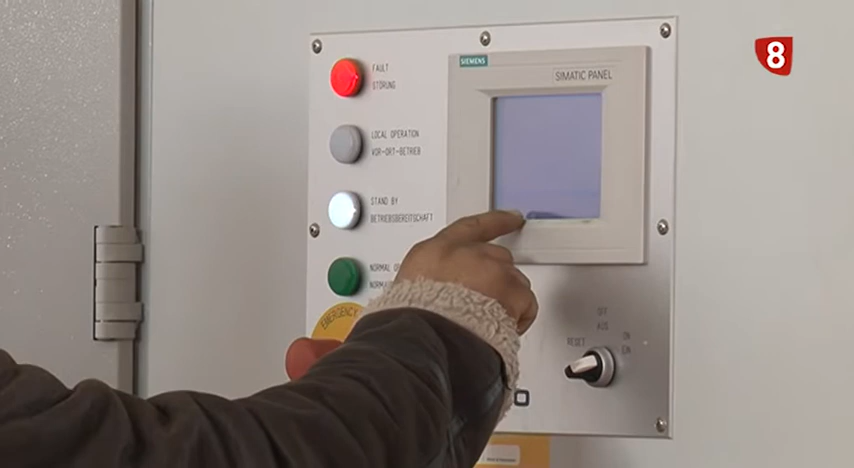 8
SIEMENS
SIMATIC PANEL
FAULT
STÖRUNG
LOCAL OPERATION
VOR-ORT-BETRIEB
STAND BY
BETRIEBSBEREITSCHAFT
NORMAL
EMERGENCY
OFF
AUS
RESET
ON
EIN